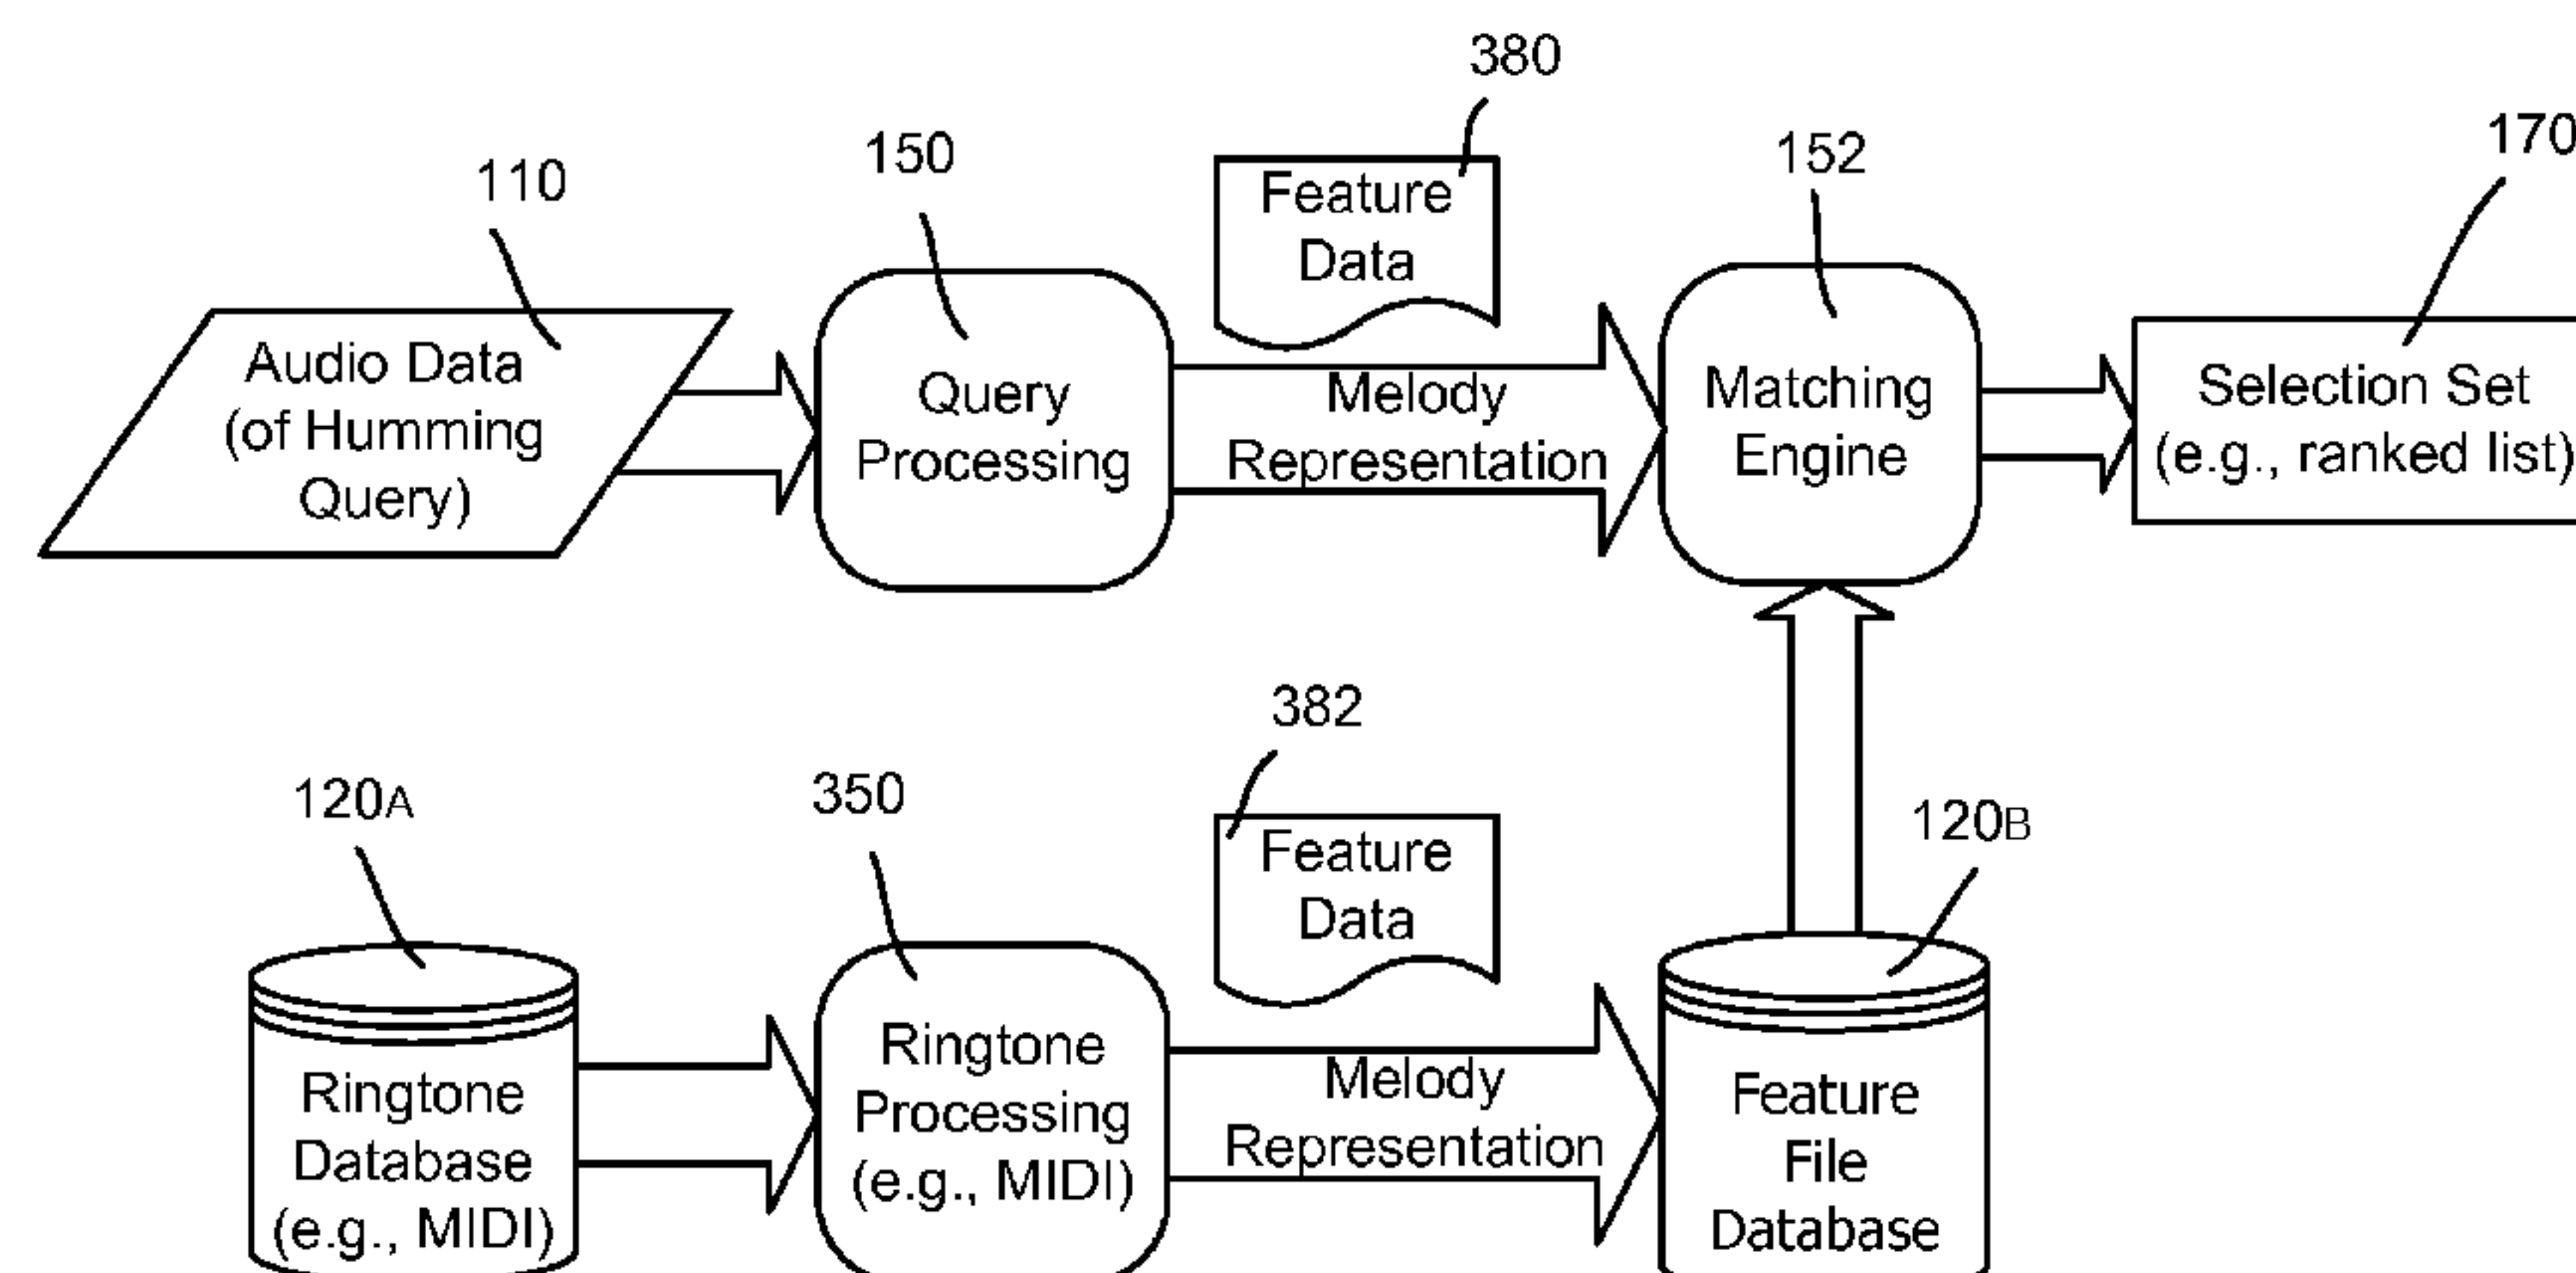 380
150
152
170
110
Feature
Data
Audio Data
(of Humming
Query)
Query
Processing
Melody
Representation
Matching
Engine
Selection Set
(e.g., ranked list)
382
120A
350
120B
Feature
Data
Ringtone
Database
(e.g., MIDI)
Ringtone
Processing
(e.g., MIDI)
Melody
Representation
Feature
File
Database